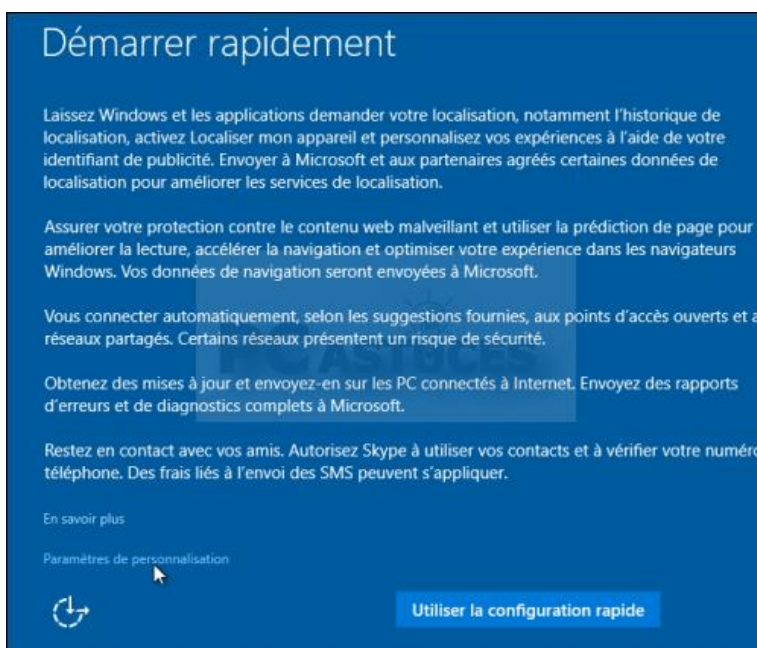 Démarrer rapidement
Laissez Windows et les applications demander votre localisation, notamment l'historique de
localisation, activez Localiser mon appareil et personnalisez vos expériences à l'aide de votre
identifiant de publicité. Envoyer à Microsoft et aux partenaires agréés certaines données de
localisation pour améliorer les services de localisation.
Assurer votre protection contre le contenu web malveillant et utiliser la prédiction de page pour
améliorer la lecture, accélérer la navigation et optimiser votre expérience dans les navigateurs
Windows. Vos données de navigation seront envoyées à Microsoft.
Vous connecter automatiquement, selon les suggestions fournies, aux points d'accès ouverts et a
réseaux partagés. Certains réseaux présentent un risque de sécurité.
PC ASTUCES
Obtenez des mises à jour et envoyez-en sur les PC connectés à Internet. Envoyez des rapports
d'erreurs et de diagnostics complets à Microsoft.
Restez en contact avec vos amis. Autorisez Skype à utiliser vos contacts et à vérifier votre numéro
téléphone. Des frais liés à l'envoi des SMS peuvent s'appliquer.
En savoir plus
Paramètres de personnalisation
Utiliser la configuration rapide